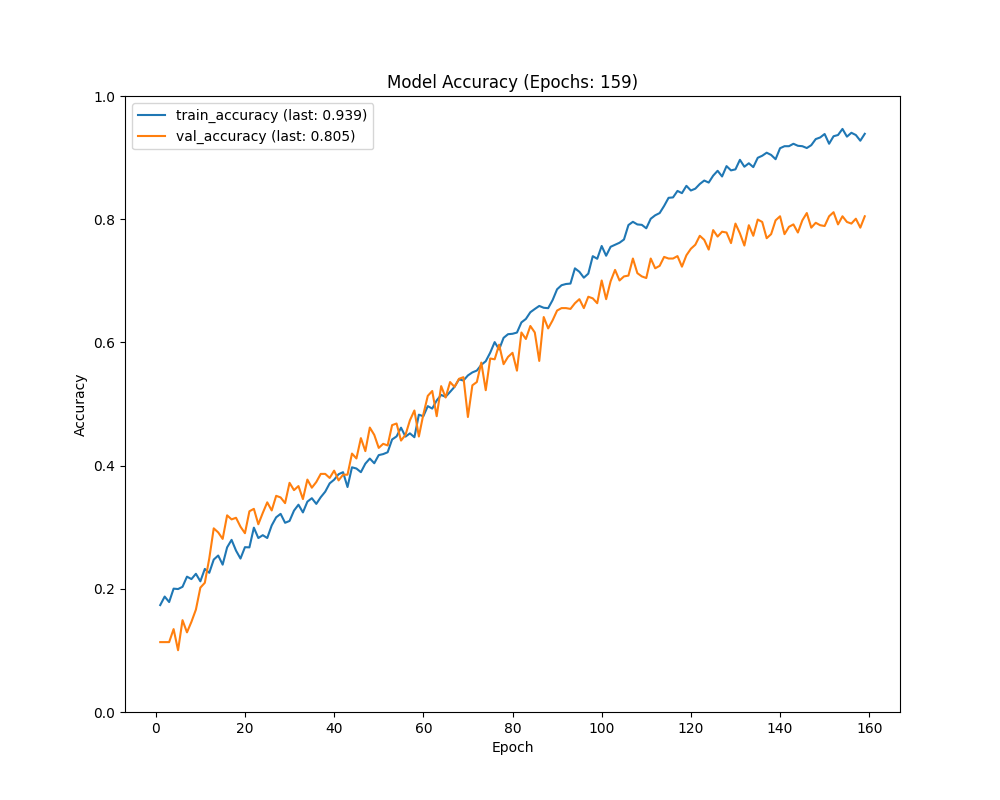 Model Accuracy (Epochs: 159)
train_accuracy (last: 0.939)
val_accuracy (last: 0.805)
Accuracy
1.0
0.8
0.6
0.4
0.2
0.0
0 20 40 60 80 100 120 140 160
Epoch